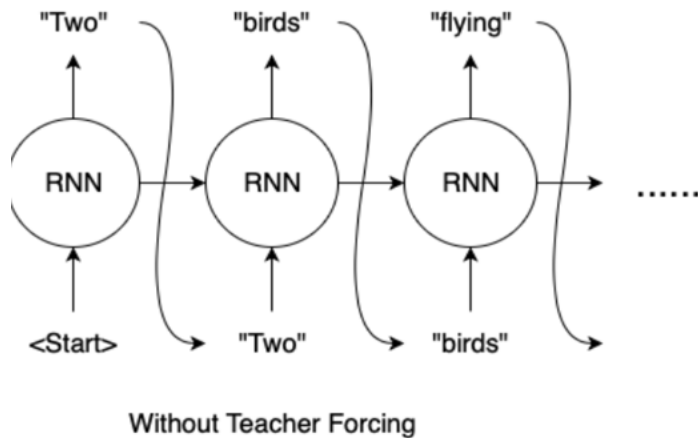 "Two" "birds" "flying"
RNN RNN RNN ......
<Start> "Two" "birds"
Without Teacher Forcing